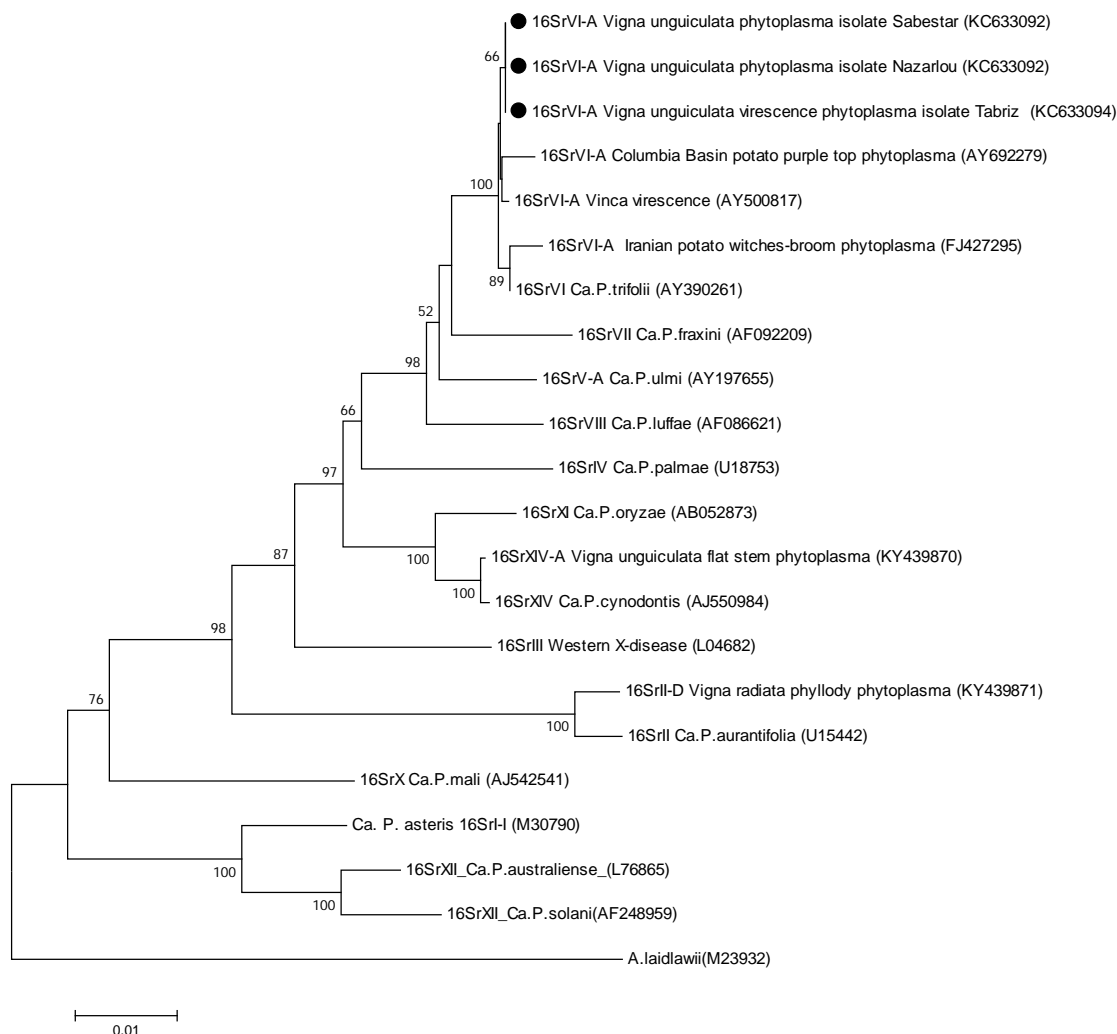 16SrVI-A Vigna unguiculata phytoplasma isolate Sabestar (KC633092)
66
16SrVI-A Vigna unguiculata phytoplasma isolate Nazarlou (KC633092)
16SrVI-A Vigna unguiculata virescence phytoplasma isolate Tabriz (KC633094)
16SrVI-A Columbia Basin potato purple top phytoplasma (AY692279)
100
16SrVI-A Vinca virescence (AY500817)
16SrVI-A Iranian potato witches-broom phytoplasma (FJ427295)
89
16SrVI Ca.P.trifolii (AY390261)
52
16SrVII Ca.P.fraxini (AF092209)
98
16SrV-A Ca.P.ulmi (AY197655)
66
16SrVIII Ca.P.luffae (AF086621)
97
16SrIV Ca.P.palmae (U18753)
16SrXI Ca.P.oryzae (AB052873)
87
100
16SrXIV-A Vigna unguiculata flat stem phytoplasma (KY439870)
100
16SrXIV Ca.P.cynodontis (AJ550984)
98
16SrIII Western X-disease (L04682)
76
16SrII-D Vigna radiata phyllody phytoplasma (KY439871)
100
16SrII Ca.P.aurantifolia (U15442)
16SrX Ca.P.mali (AJ542541)
Ca. P. asteris 16SrI-I (M30790)
100
16SrXII_Ca.P.australiense_(L76865)
100
16SrXII_Ca.P.solani(AF248959)
A.laidlawii(M23932)
0.01